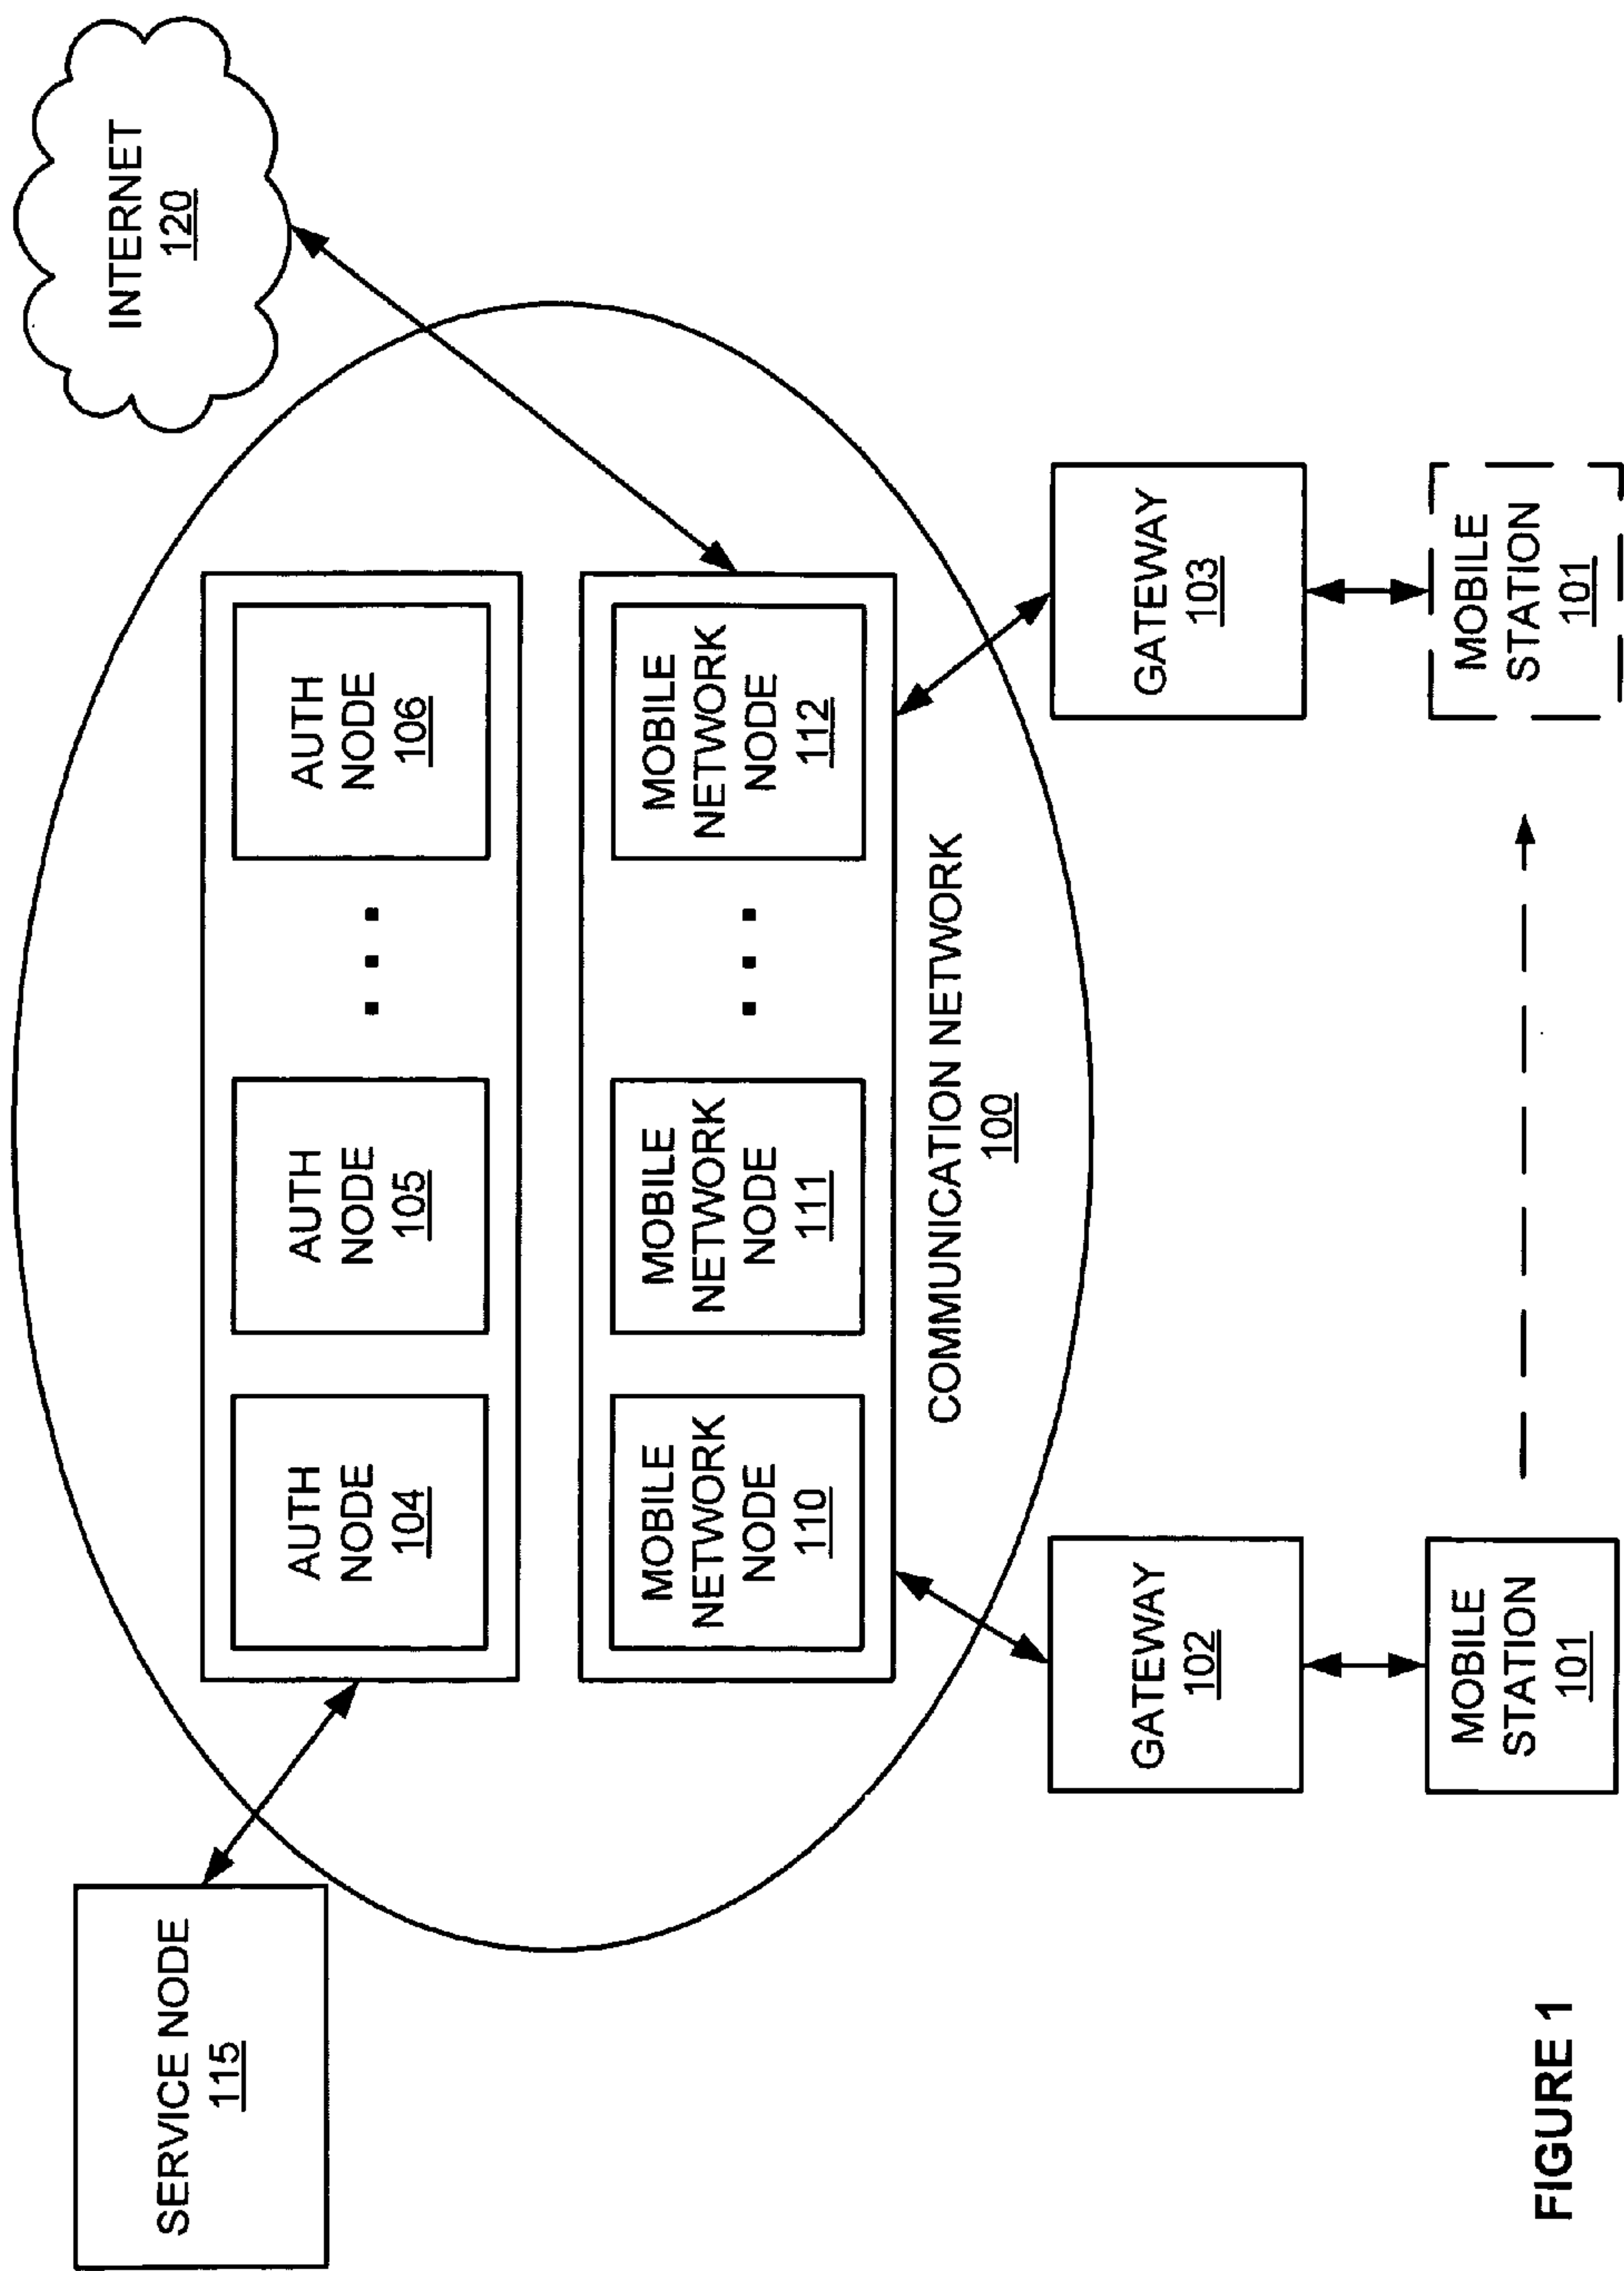 SERVICE NODE
115
INTERNET
120
AUTH
NODE
104
AUTH
NODE
105
. . .
AUTH
NODE
106
MOBILE
NETWORK
NODE
110
MOBILE
NETWORK
NODE
111
. . .
MOBILE
NETWORK
NODE
112
COMMUNICATION NETWORK
100
GATEWAY
102
GATEWAY
103
MOBILE
STATION
101
MOBILE
STATION
101
FIGURE 1